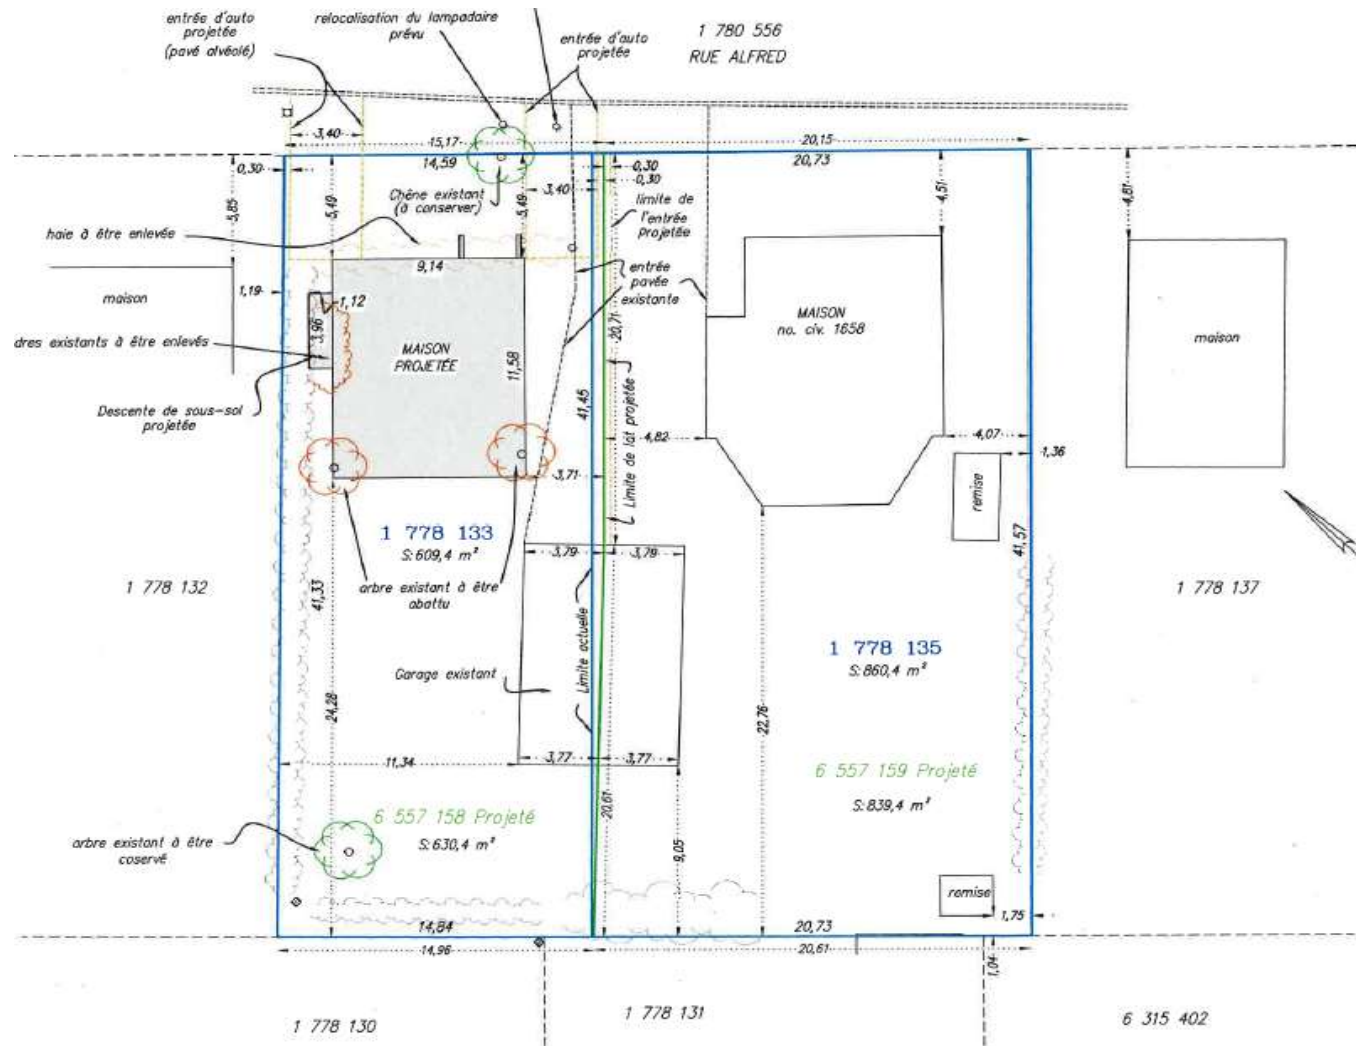 entrée d'auto
projetée
(pavé alvéolé)
relocalisation du lampadaire
prévu
entrée d'auto
projetée
1 780 556
RUE ALFRED
3,40
15,17
20,15
0,30
14,59
0,30
20,73
0,30
5,85
5,49
Chêne existant
(à conserver)
5,49
3,40
limite de
l'entrée
Projetée
4,51
4,81
haie à être enlevée
9,14
entrée
pavée
existante
maison
1,19
1,12
3,96
MAISON
PROJETÉE
11,58
20,71
MAISON
no. civ. 1658
maison
dres existants à être enlevés
Descente de sous-sol
projetée
41,45
Limite de lot projetée
4,82
4,07
1,36
3,71
remise
1 778 133
S: 609,4 m²
41,57
3,79
3,79
1 778 132
41,33
arbre existant à être
abattu
1 778 137
Limite actuelle
1 778 135
S: 860,4 m²
Garage existant
24,28
22,76
11,34
3,77
3,77
6 557 159 Projeté
S: 839,4 m²
6 557 158 Projeté
S: 630,4 m²
20,61
arbre existant à être
coservé
9,05
remise
1,75
14,84
20,73
14,96
20,61
1,04
1 778 130
1 778 131
6 315 402